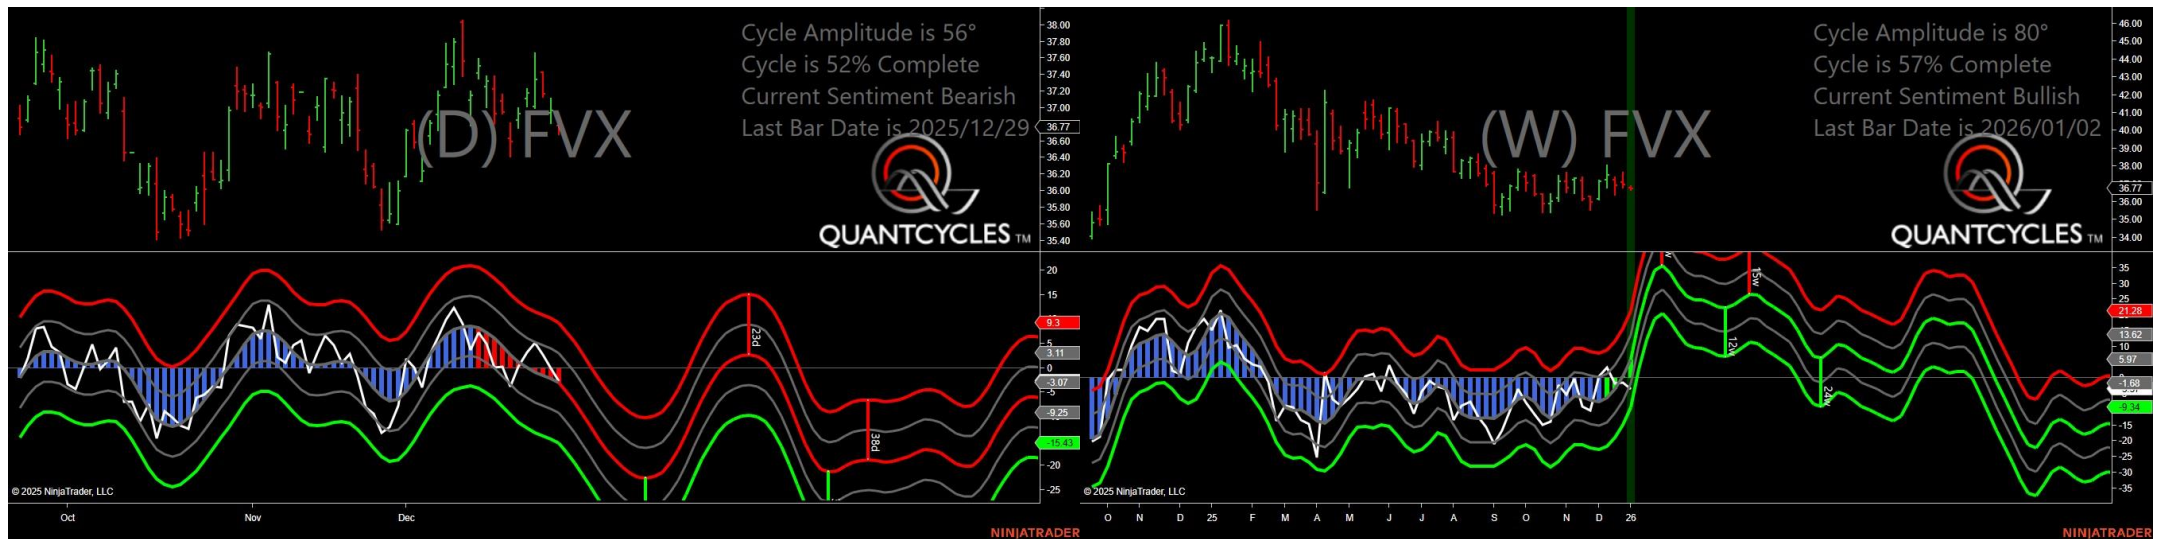 Cycle Amplitude is 56°
Cycle is 52% Complete
Current Sentiment Bearish
Last Bar Date is 2025/12/29
(D) FVX
QUANTCYCLES TM
38.00
37.80
37.60
37.40
37.20
37.00
36.77
36.60
36.40
36.20
36.00
35.80
35.60
35.40
20
15
9.3
5
3.11
0
-3.07
-5
-9.25
-15.43
-20
-25
23d
38d
© 2025 NinjaTrader, LLC
Oct Nov Dec
NINJATRADER
Cycle Amplitude is 80°
Cycle is 57% Complete
Current Sentiment Bullish
Last Bar Date is 2026/01/02
(W) FVX
QUANTCYCLES TM
46.00
44.00
43.00
42.00
41.00
40.00
39.00
38.00
36.77
36.00
35.00
34.00
35
30
25
21.28
13.62
10
5.97
-1.68
-9.34
-15
-20
-25
-30
-35
15w
12w
24w
© 2025 NinjaTrader, LLC
O N D 25 F M A M J J A S O N D 26
NINJATRADER